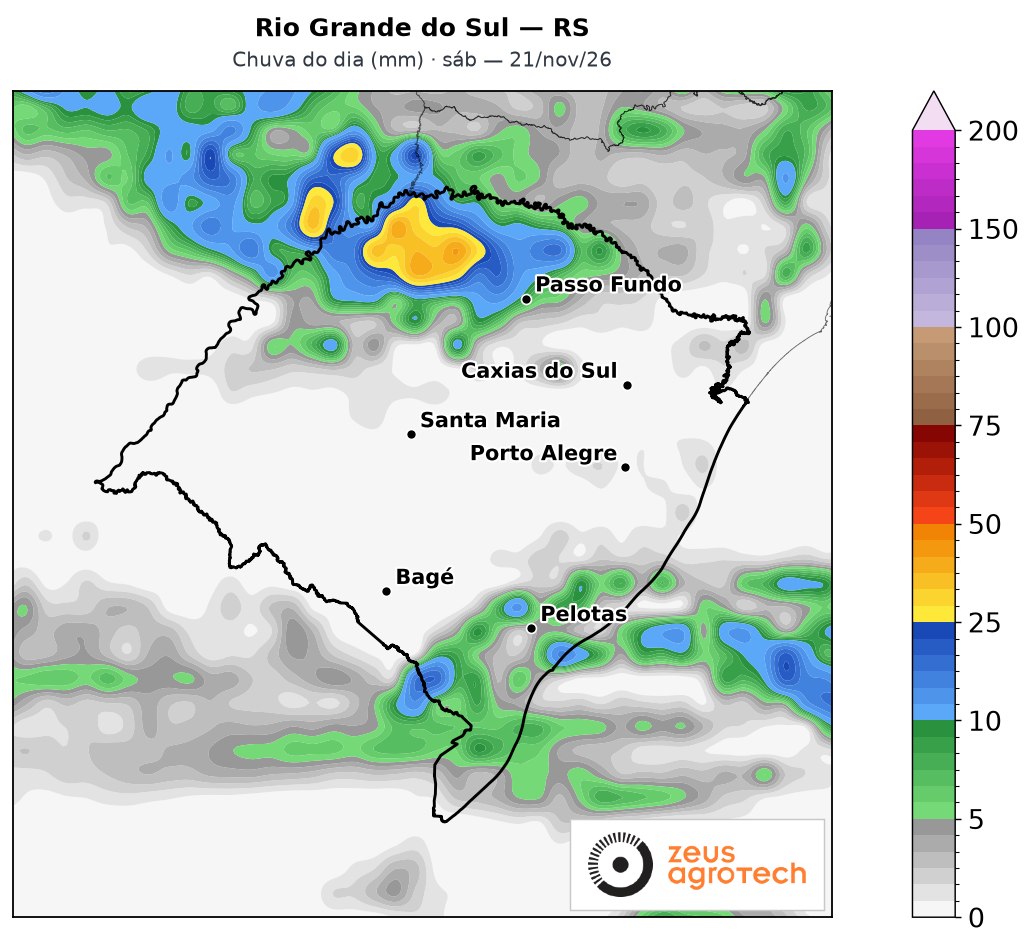 Rio Grande do Sul — RS
Chuva do dia (mm) · sáb — 21/nov/26
Passo Fundo
Caxias do Sul
Santa Maria
Porto Alegre
Bagé
Pelotas
200
150
100
75
50
25
10
5
0
zeus
agrotech